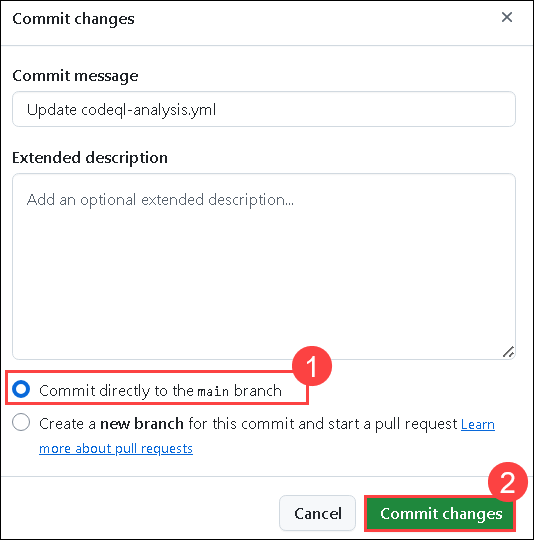 Commit changes
Commit message
Update codeql-analysis.yml
Extended description
Add an optional extended description...
1
Commit directly to the main branch
Create a new branch for this commit and start a pull request Learn
more about pull requests
2
Cancel
Commit changes